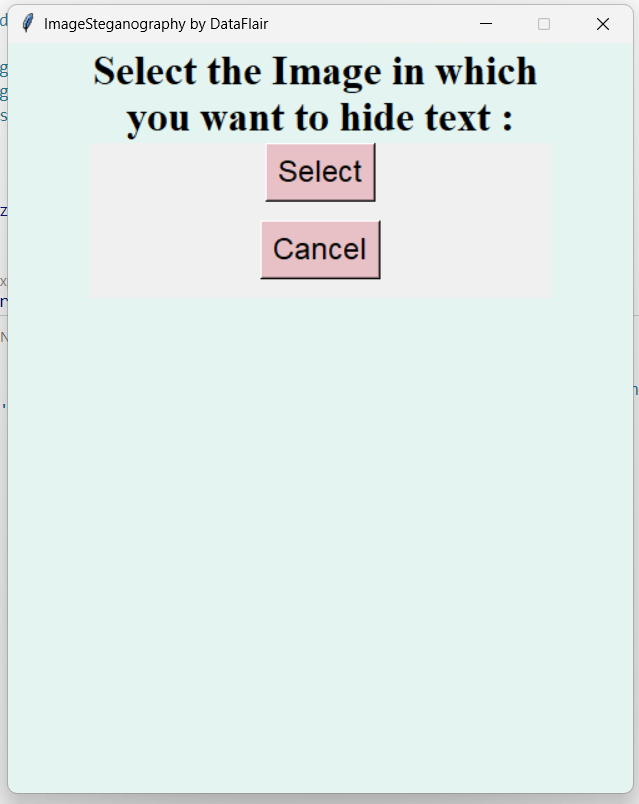 ImageSteganography by DataFlair
Select the Image in which
you want to hide text :
Select
Cancel